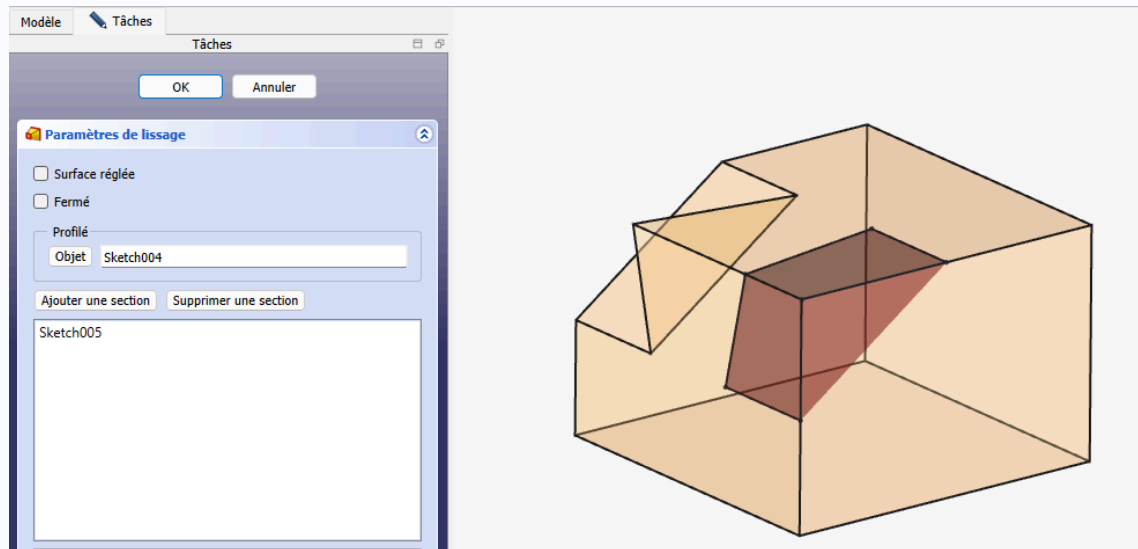 Modèle
Tâches
Tâches
OK
Annuler
Paramètres de lissage
Surface réglée
Fermé
Profilé
Objet
Sketch004
Ajouter une section
Supprimer une section
Sketch005